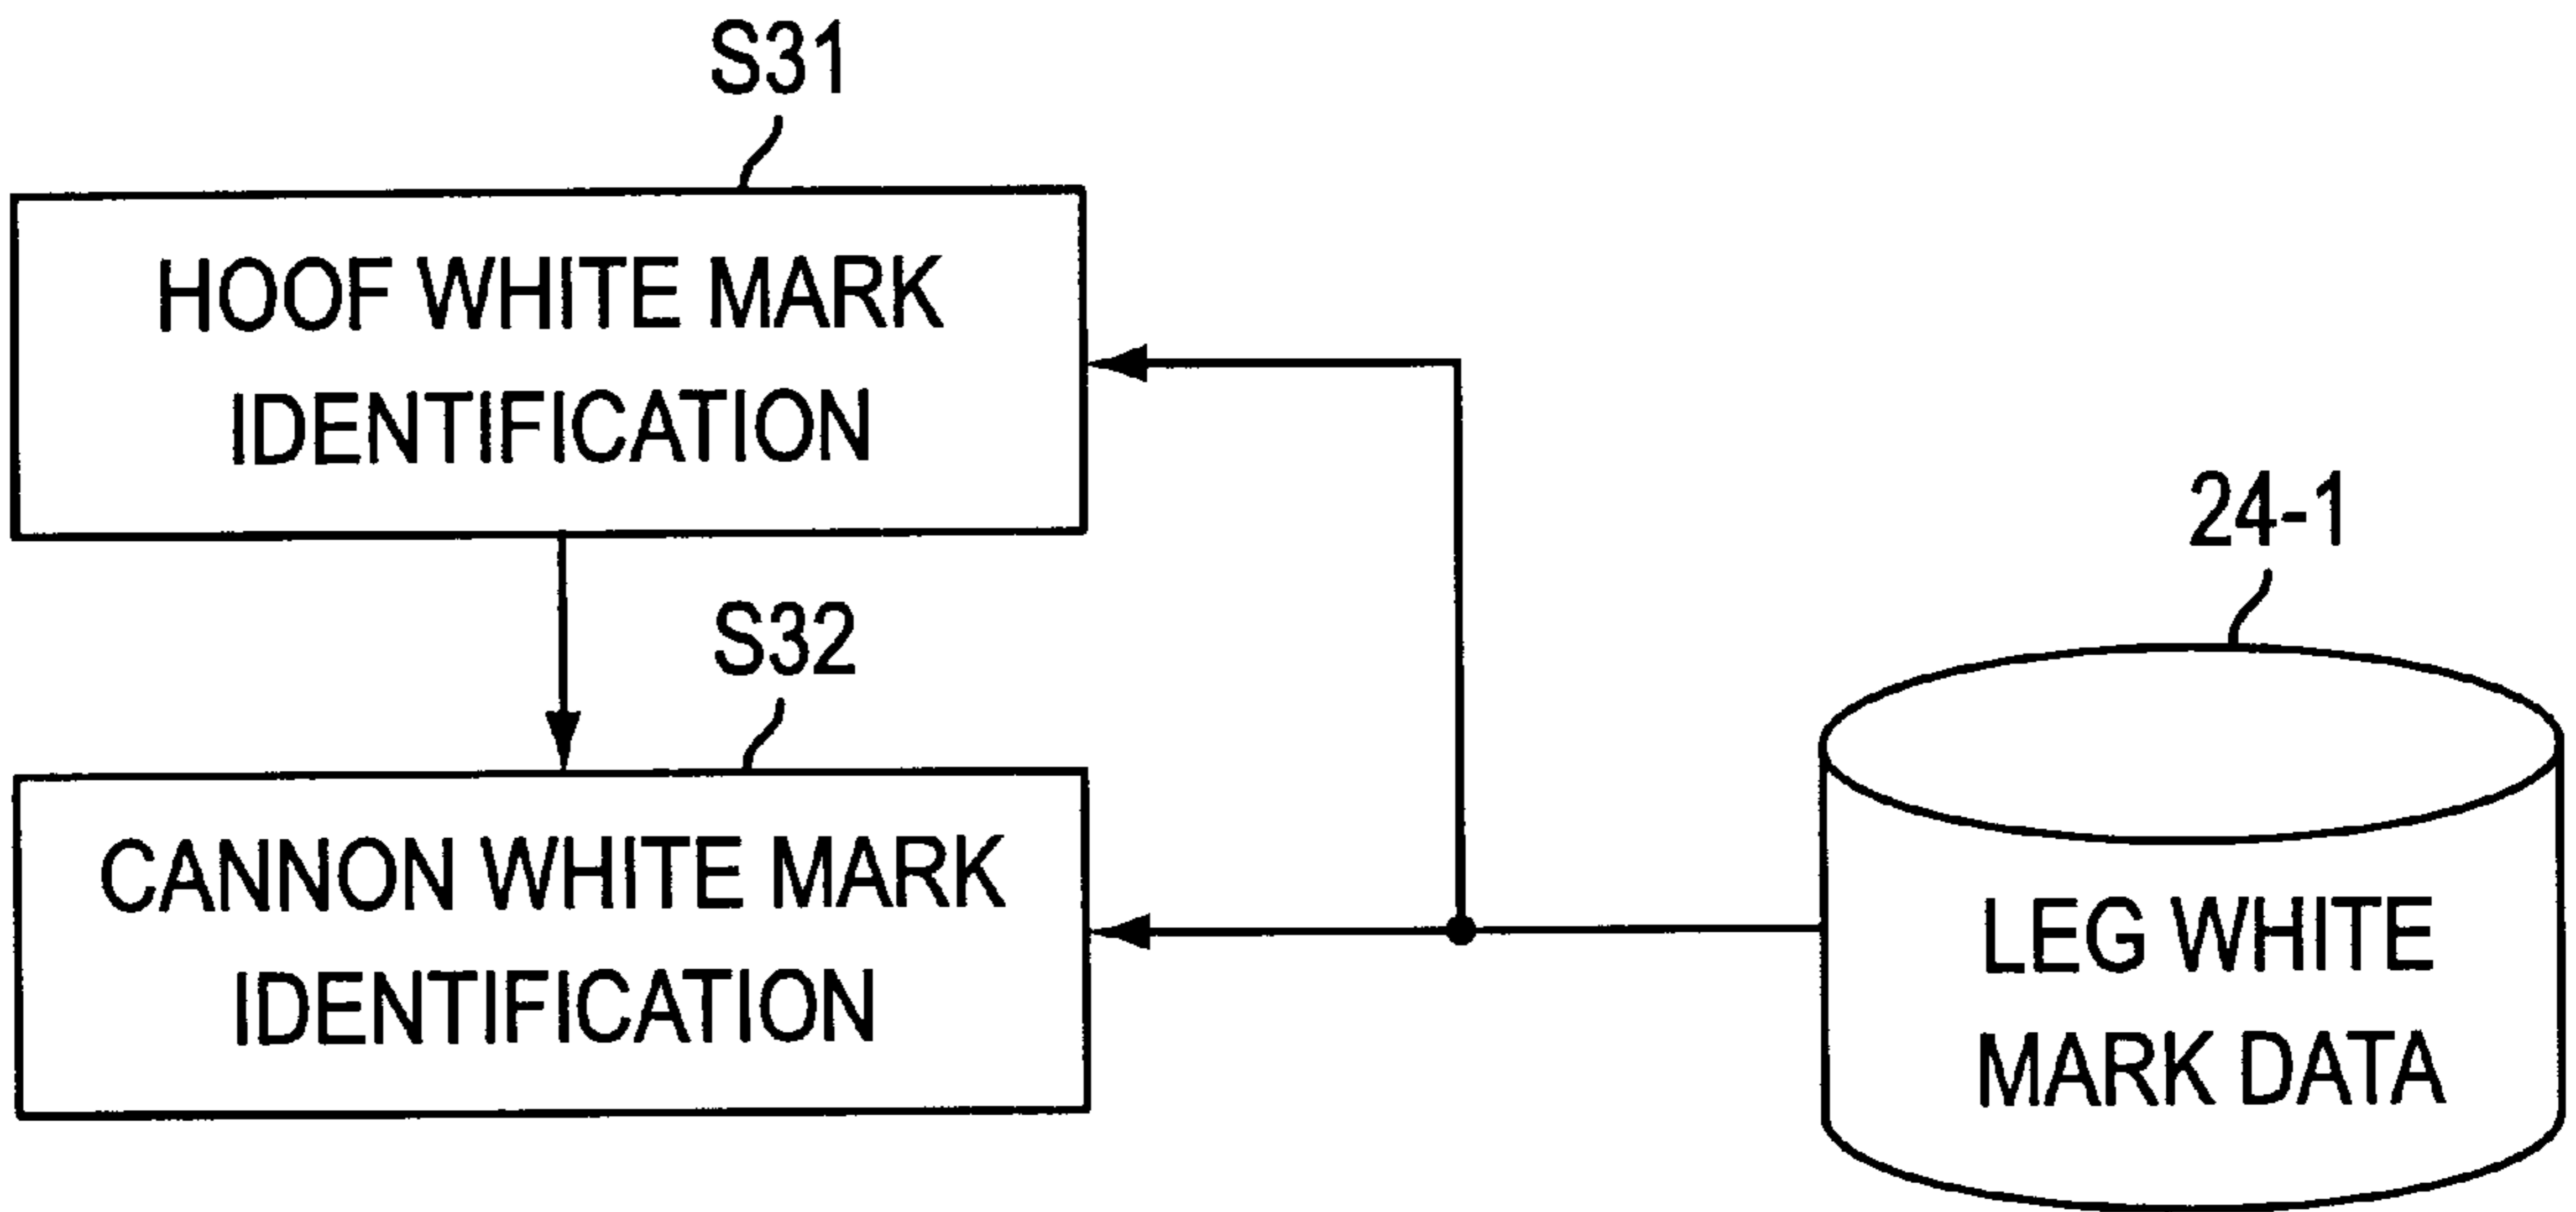 S31
HOOF WHITE MARK
IDENTIFICATION
S32
CANNON WHITE MARK
IDENTIFICATION
24-1
LEG WHITE
MARK DATA